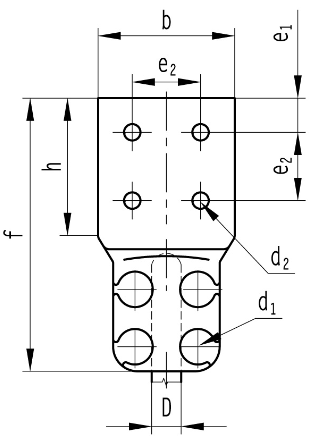 b
e₁
e₂
h
e₂
f
d₂
d₁
D